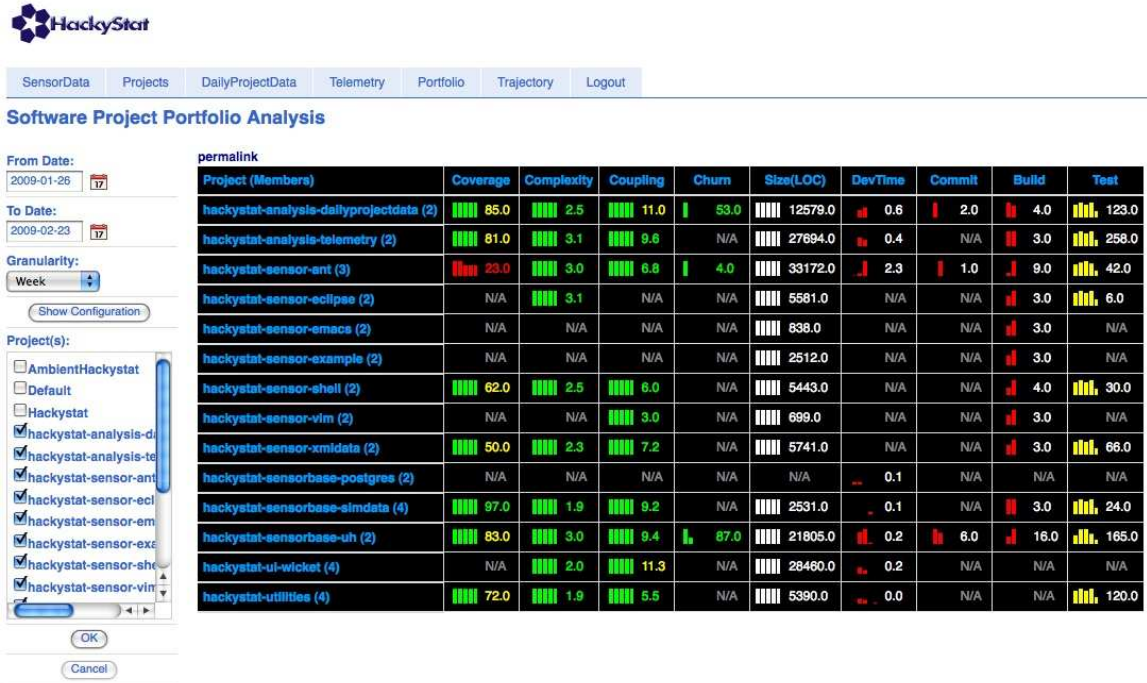 HackyStat
SensorData Projects DailyProjectData Telemetry Portfolio Trajectory Logout
Software Project Portfolio Analysis
From Date:
2009-01-26 17
To Date:
2009-02-23 17
Granularity:
Week
Show Configuration
Project(s):
AmbientHackystat
Default
Hackystat
hackystat-analysis-da
hackystat-analysis-te
hackystat-sensor-ant
hackystat-sensor-ecl
hackystat-sensor-em
hackystat-sensor-exa
hackystat-sensor-she
hackystat-sensor-vim
OK
Cancel
permalink
Project (Members) Coverage Complexity Coupling Churn Size(LOC) DevTime Commit Build Test
hackystat-analysis-dailyprojectdata (2) 85.0 2.5 11.0 53.0 12579.0 0.6 2.0 4.0 123.0
hackystat-analysis-telemetry (2) 81.0 3.1 9.6 N/A 27694.0 0.4 N/A 3.0 258.0
hackystat-sensor-ant (3) 23.0 3.0 6.8 4.0 33172.0 2.3 1.0 9.0 42.0
hackystat-sensor-eclipse (2) N/A 3.1 N/A N/A 5581.0 N/A N/A 3.0 6.0
hackystat-sensor-emacs (2) N/A N/A N/A N/A 838.0 N/A N/A 3.0 N/A
hackystat-sensor-example (2) N/A N/A N/A N/A 2512.0 N/A N/A 3.0 N/A
hackystat-sensor-shell (2) 62.0 2.5 6.0 N/A 5443.0 N/A N/A 4.0 30.0
hackystat-sensor-vim (2) N/A N/A 3.0 N/A 699.0 N/A N/A 3.0 N/A
hackystat-sensor-xmldata (2) 50.0 2.3 7.2 N/A 5741.0 N/A N/A 3.0 66.0
hackystat-sensorbase-postgres (2) N/A N/A N/A N/A N/A 0.1 N/A N/A N/A
hackystat-sensorbase-simdata (4) 97.0 1.9 9.2 N/A 2531.0 0.1 N/A 3.0 24.0
hackystat-sensorbase-uh (2) 83.0 3.0 9.4 87.0 21805.0 0.2 6.0 16.0 165.0
hackystat-ui-wicket (4) N/A 2.0 11.3 N/A 28460.0 0.2 N/A N/A N/A
hackystat-utilities (4) 72.0 1.9 5.5 N/A 5390.0 0.0 N/A N/A 120.0